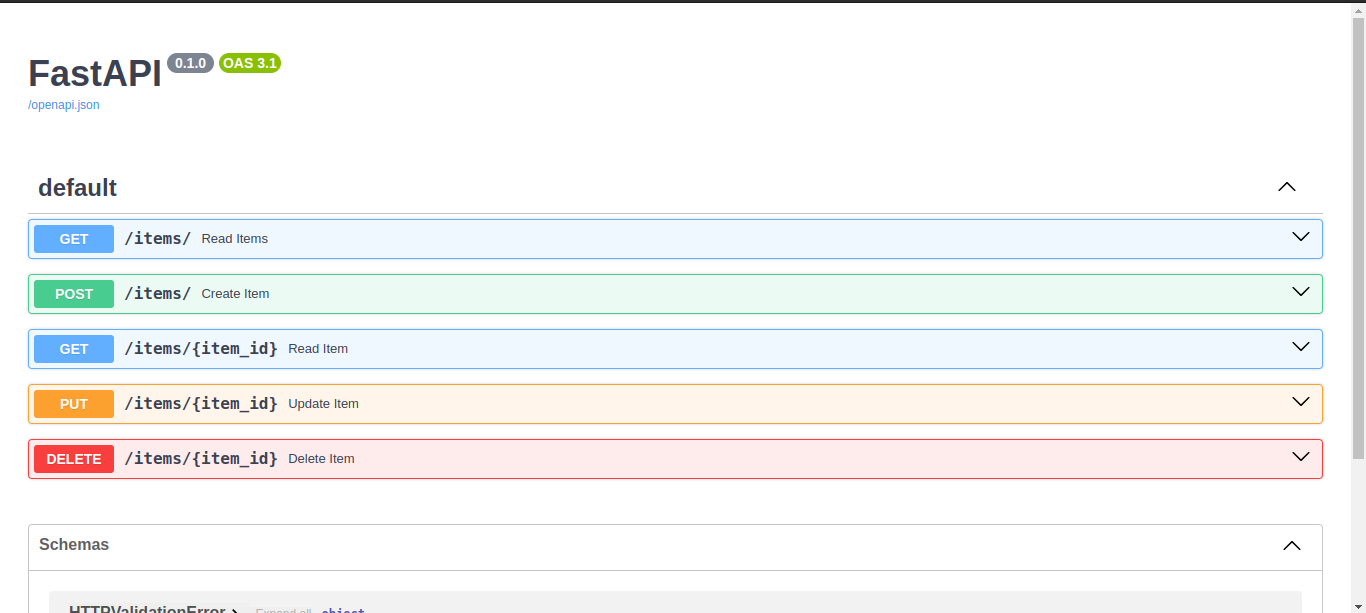 FastAPI 0.1.0 OAS 3.1
/openapi.json
default
GET /items/ Read Items
POST /items/ Create Item
GET /items/{item_id} Read Item
PUT /items/{item_id} Update Item
DELETE /items/{item_id} Delete Item
Schemas
HTTPValidationError Expand all object